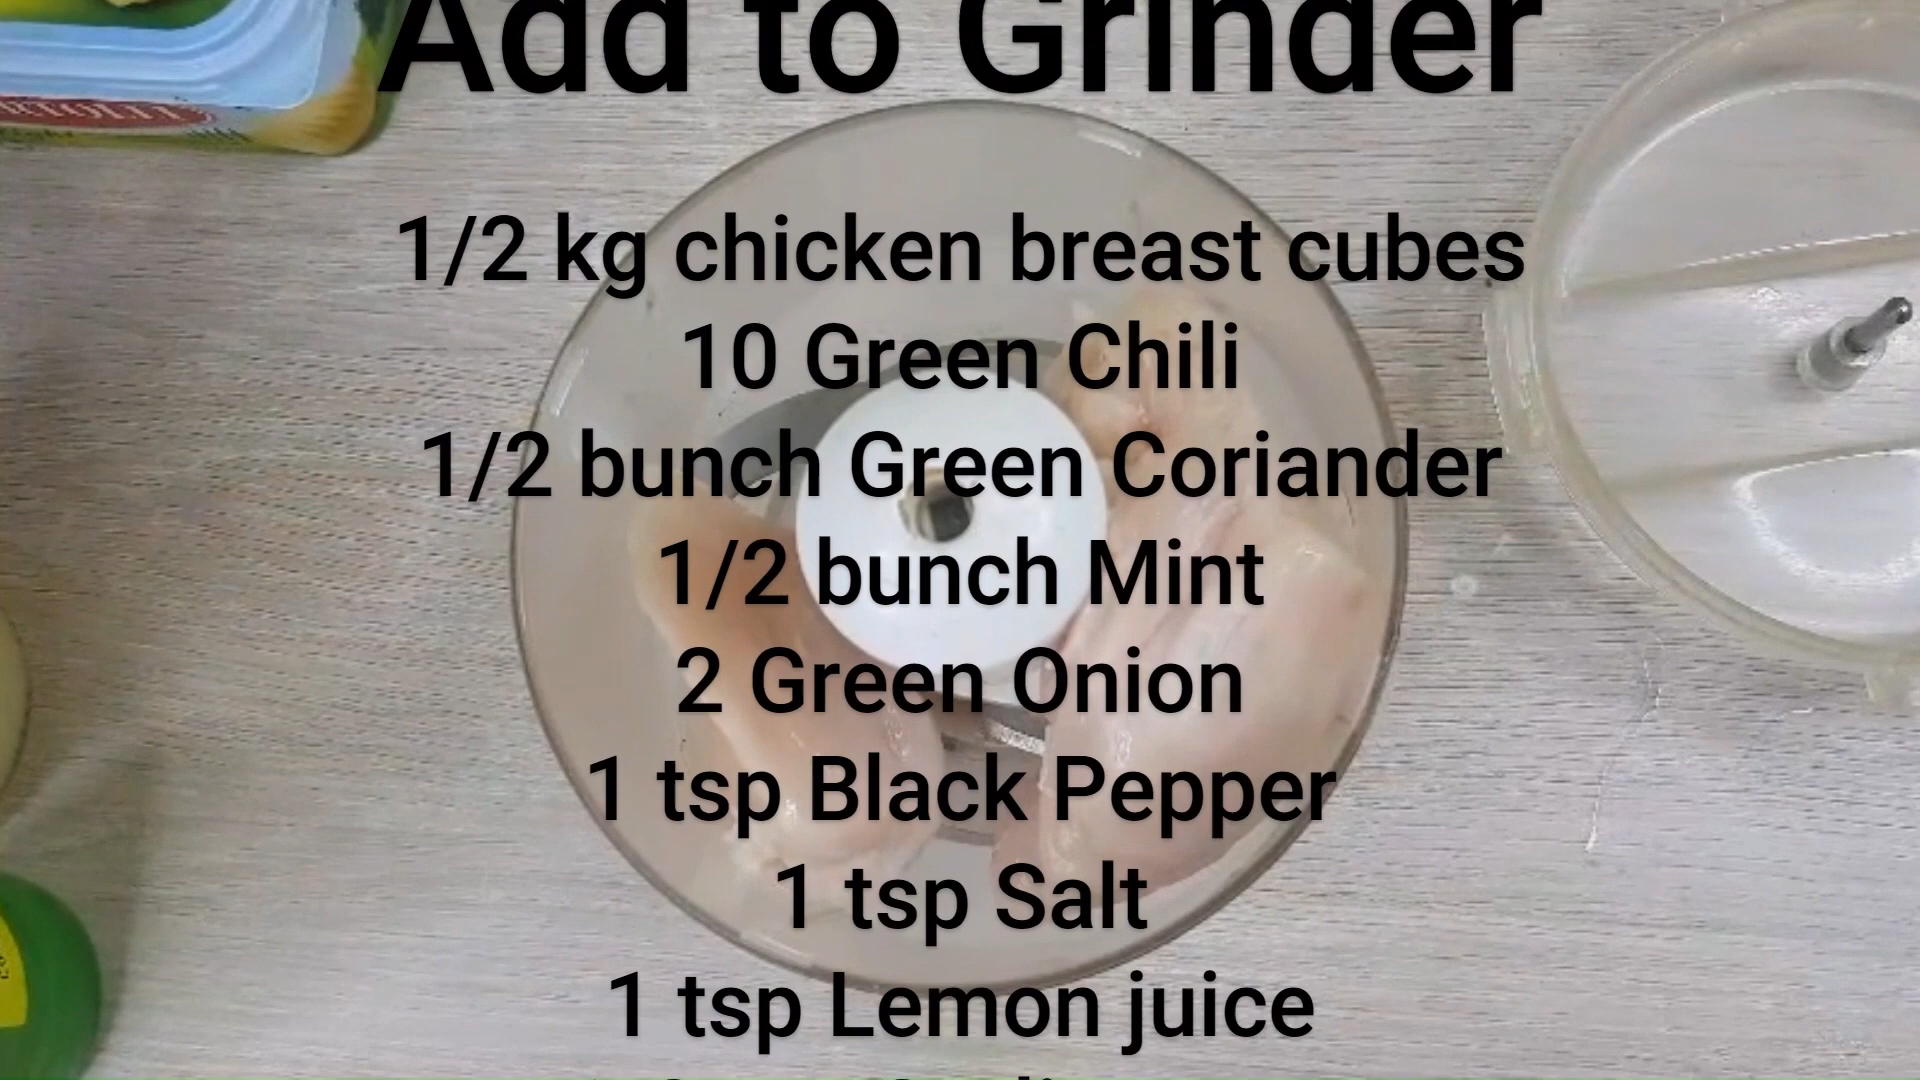 Add to Grinder
1/2 kg chicken breast cubes
10 Green Chili
1/2 bunch Green Coriander
1/2 bunch Mint
2 Green Onion
1 tsp Black Pepper
1 tsp Salt
1 tsp Lemon juice